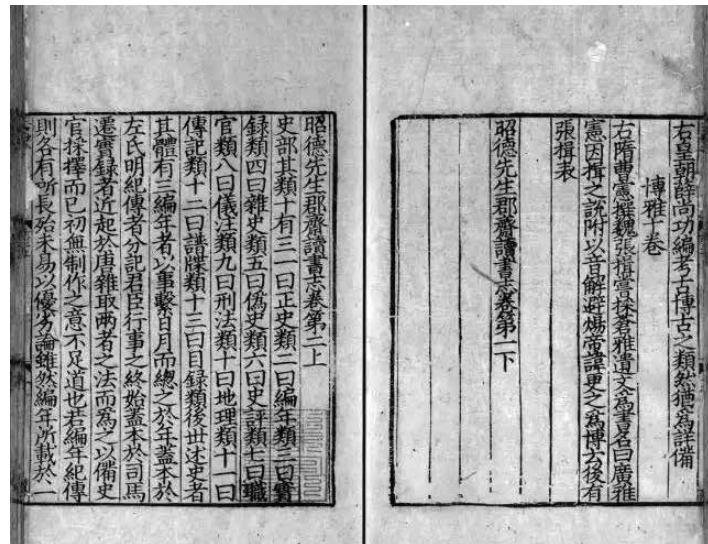 右皇朝薛尚功編考古博古之類然猶為詳備
博雅十卷
右隋曹憲撰魏張揖嘗採蒼雅遺文為書名曰廣雅
憲因揖之說附以音解避煬帝諱更之為博云後有
張揖表
昭德先生郡齋讀書志卷第一下
昭德先生郡齋讀書志卷第二上
史部其類十有三一曰正史類二曰編年類三曰實
録類四曰雜史類五曰偽史類六曰史評類七曰職
官類八曰儀注類九曰刑法類十曰地理類十一曰
傳記類十二曰譜牒類十三曰目録類後世述史者
其體有三編年者以事繫日月而總之於年蓋本於
左氏明紀傳者分記君臣行事之終始蓋本於司馬
遷實録者近起於唐雜取兩者之法而為之以備史
官採擇而已初無制作之意不足道也若編年紀傳
則各有所長始未易以優劣論雖然編年所載於一